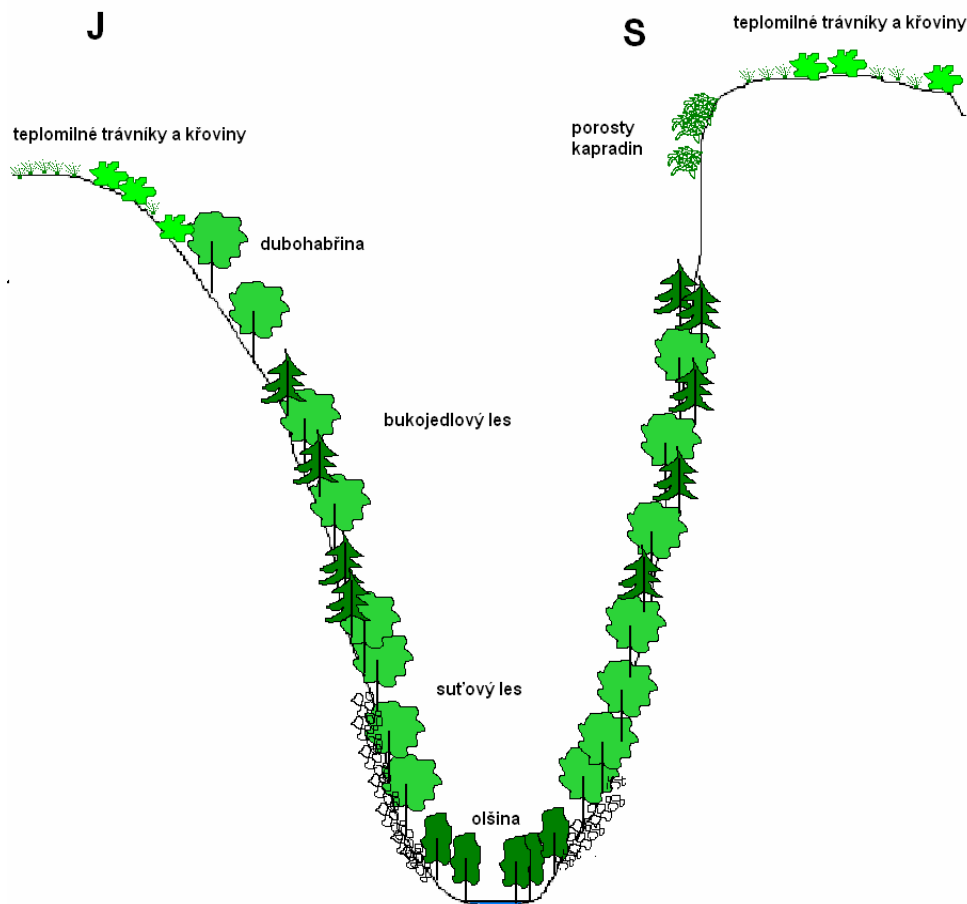 J
S
teplomilné trávníky a křoviny
teplomilné trávníky a křoviny
porosty
kapradin
dubohabřina
bukojedlový les
suťový les
olšina